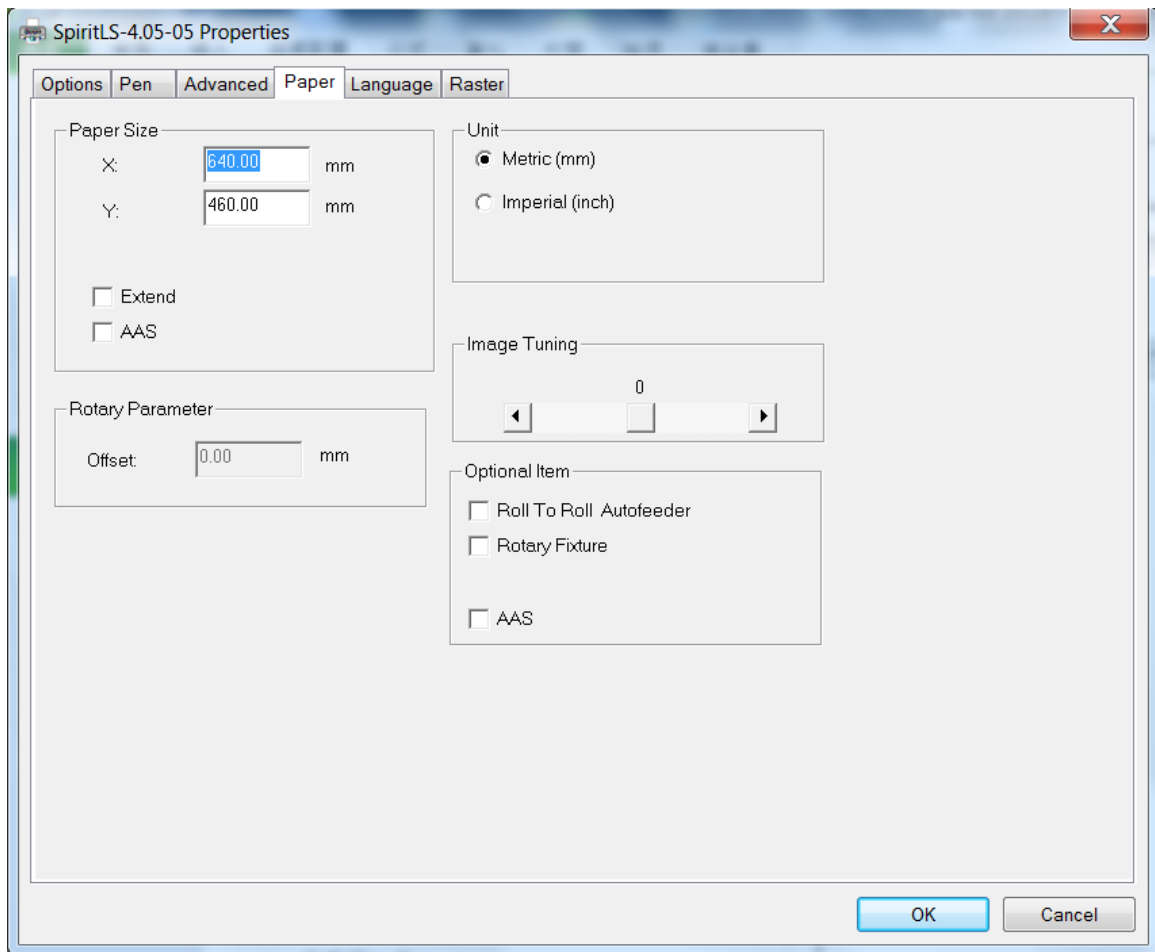 SpiritLS-4.05-05 Properties
X
Options Pen Advanced Paper Language Raster
Paper Size
X: 640.00 mm
Y: 460.00 mm
Extend
AAS
Unit
Metric (mm)
Imperial (inch)
Image Tuning
0
Rotary Parameter
Offset: 0.00 mm
Optional Item
Roll To Roll Autofeeder
Rotary Fixture
AAS
OK Cancel